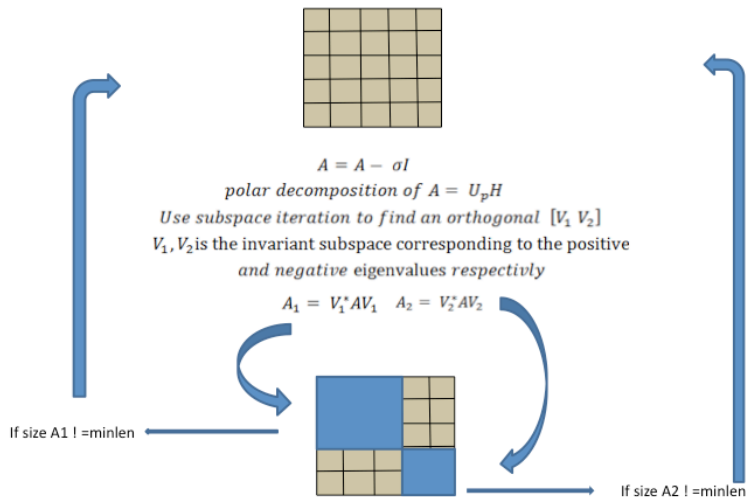 A = A − σI
polar decomposition of A = UₚH
Use subspace iteration to find an orthogonal [V₁ V₂]
V₁, V₂ is the invariant subspace corresponding to the positive
and negative eigenvalues respectivly
A₁ = V₁*AV₁ A₂ = V₂*AV₂
If size A1 ! =minlen
If size A2 ! =minlen